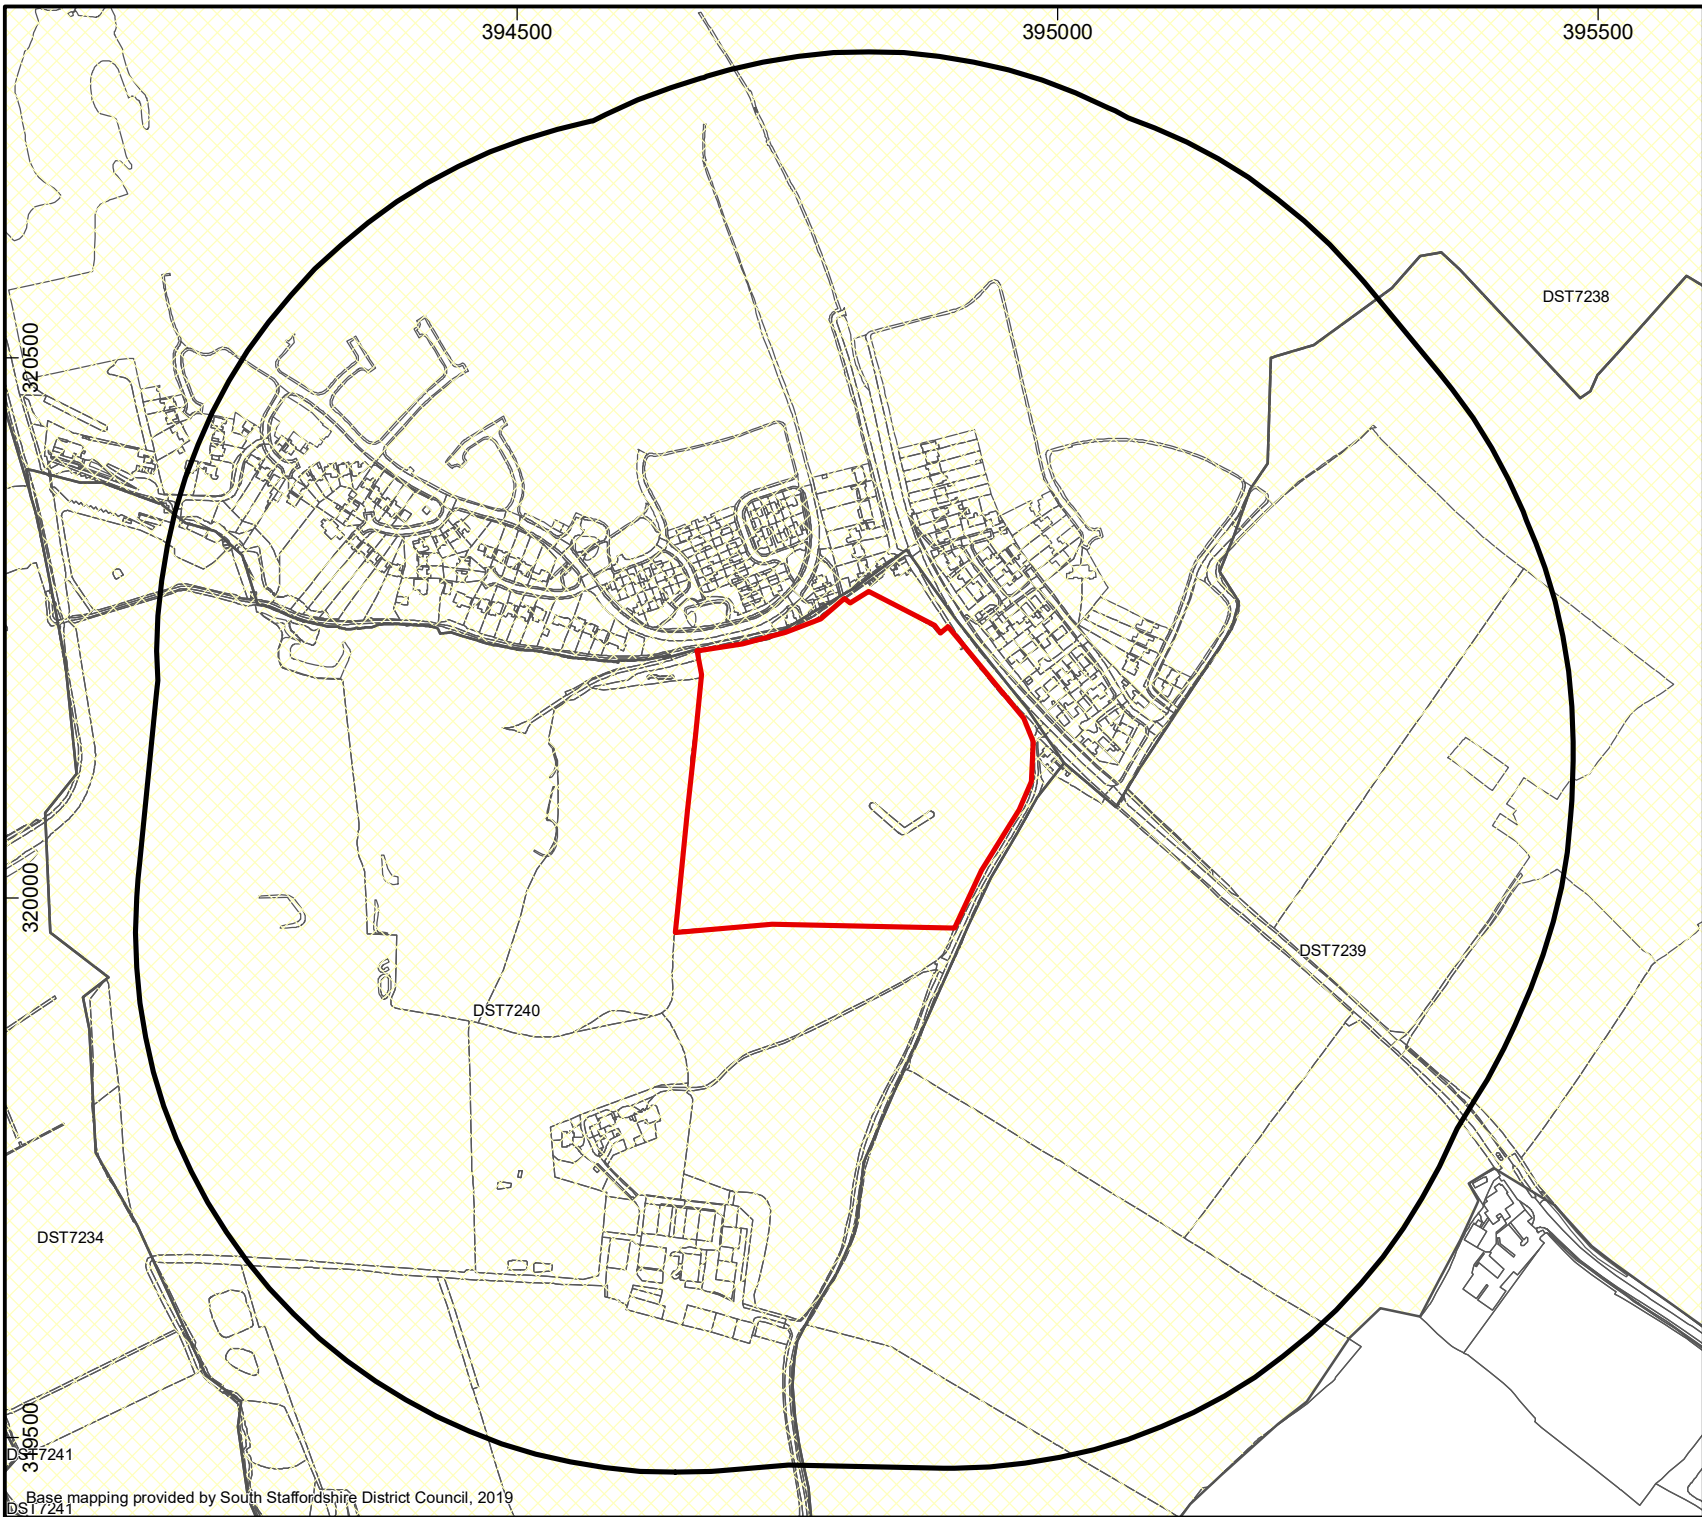 394500
395000
395500
DST7238
320500
320000
DST7239
DST7240
DST7234
319500
DST7241
Base mapping provided by South Staffordshire District Council, 2019
DST7241